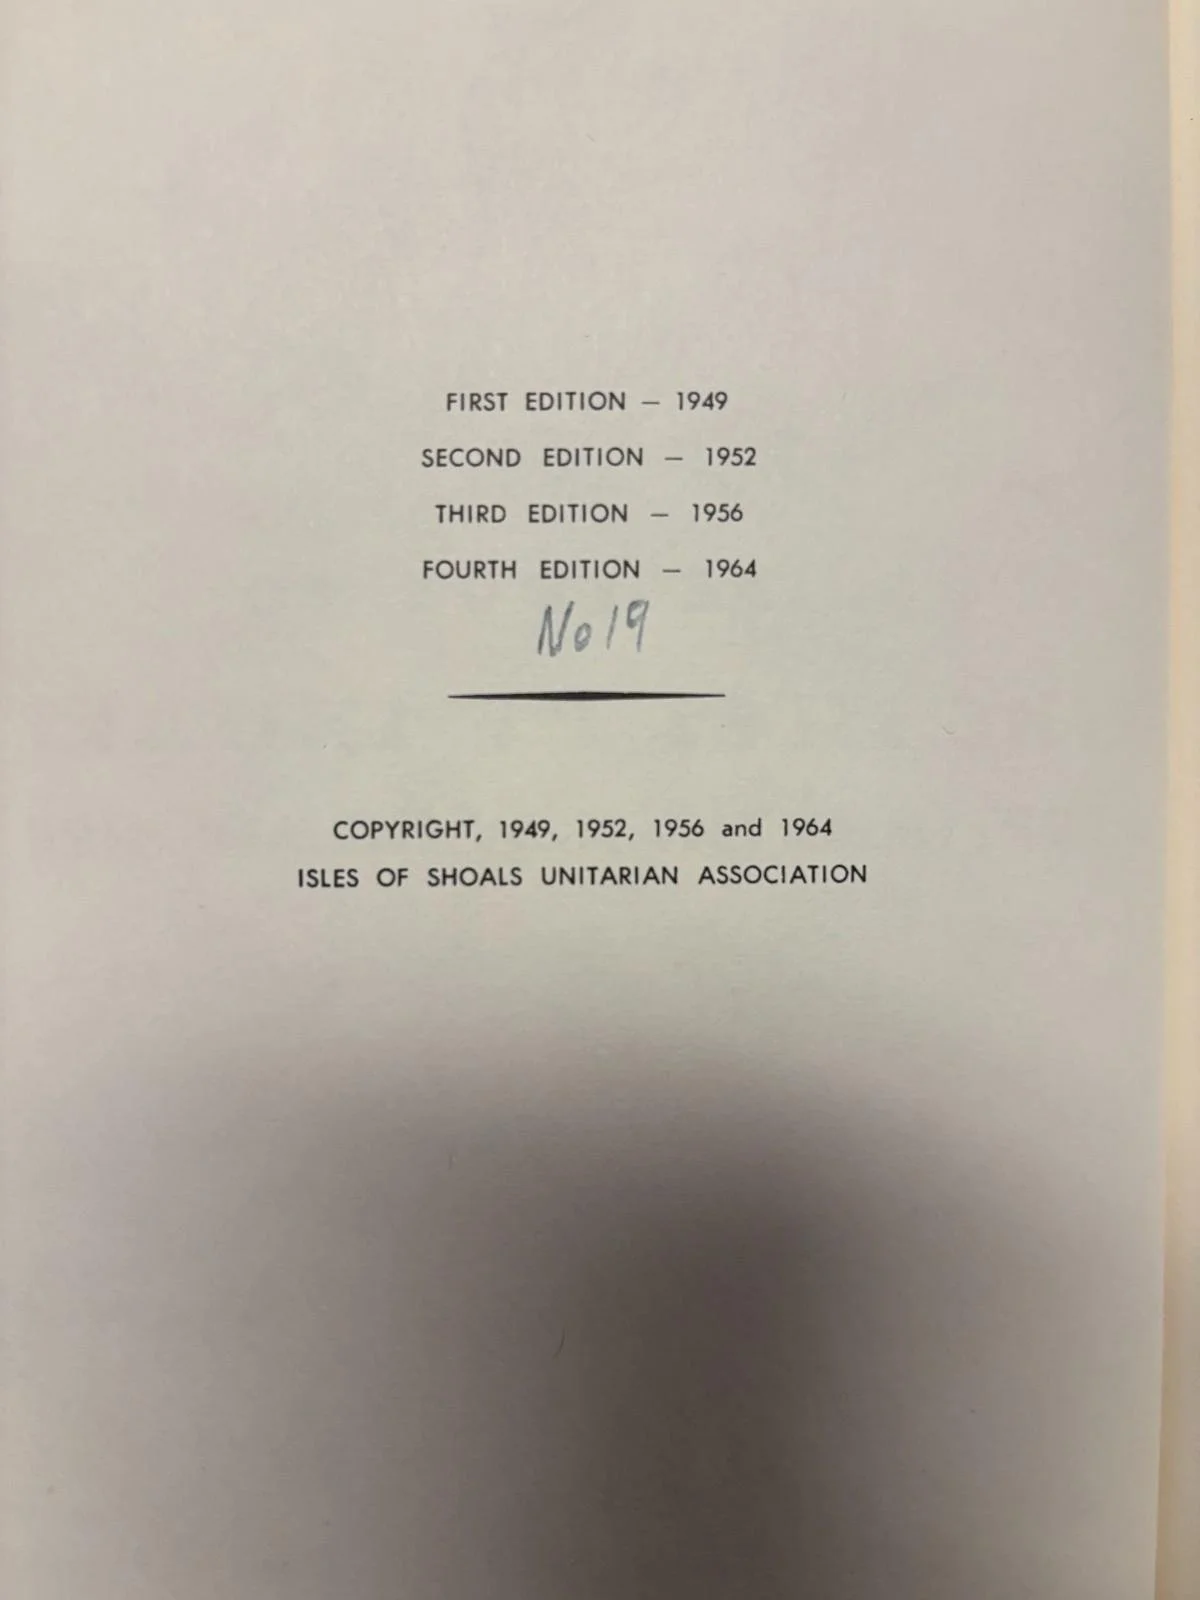 FIRST EDITION — 1949
SECOND EDITION — 1952
THIRD EDITION — 1956
FOURTH EDITION — 1964
No 19
COPYRIGHT, 1949, 1952, 1956 and 1964
ISLES OF SHOALS UNITARIAN ASSOCIATION